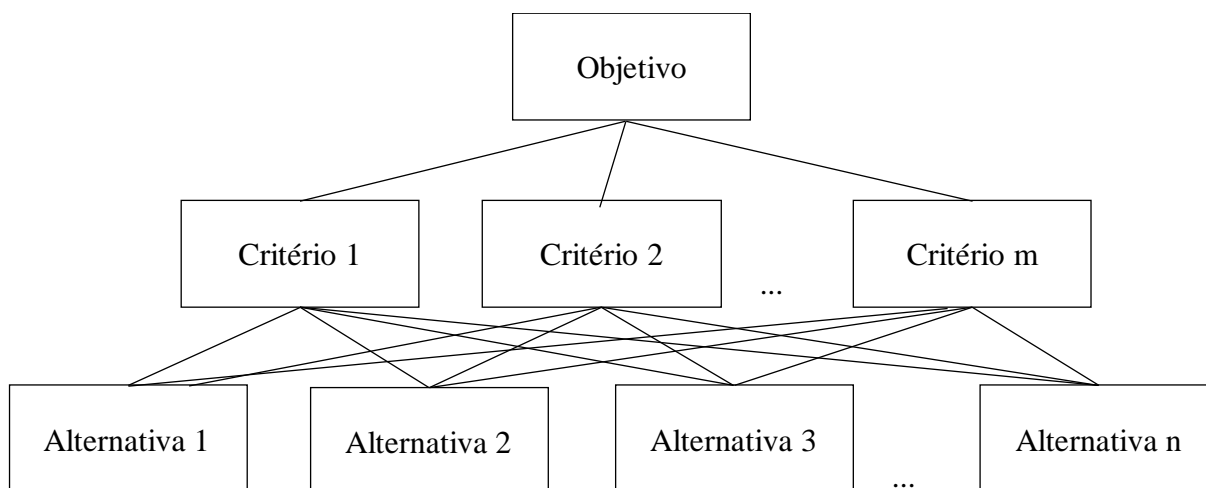 Objetivo
Critério 1
Critério 2
...
Critério m
Alternativa 1
Alternativa 2
Alternativa 3
...
Alternativa n